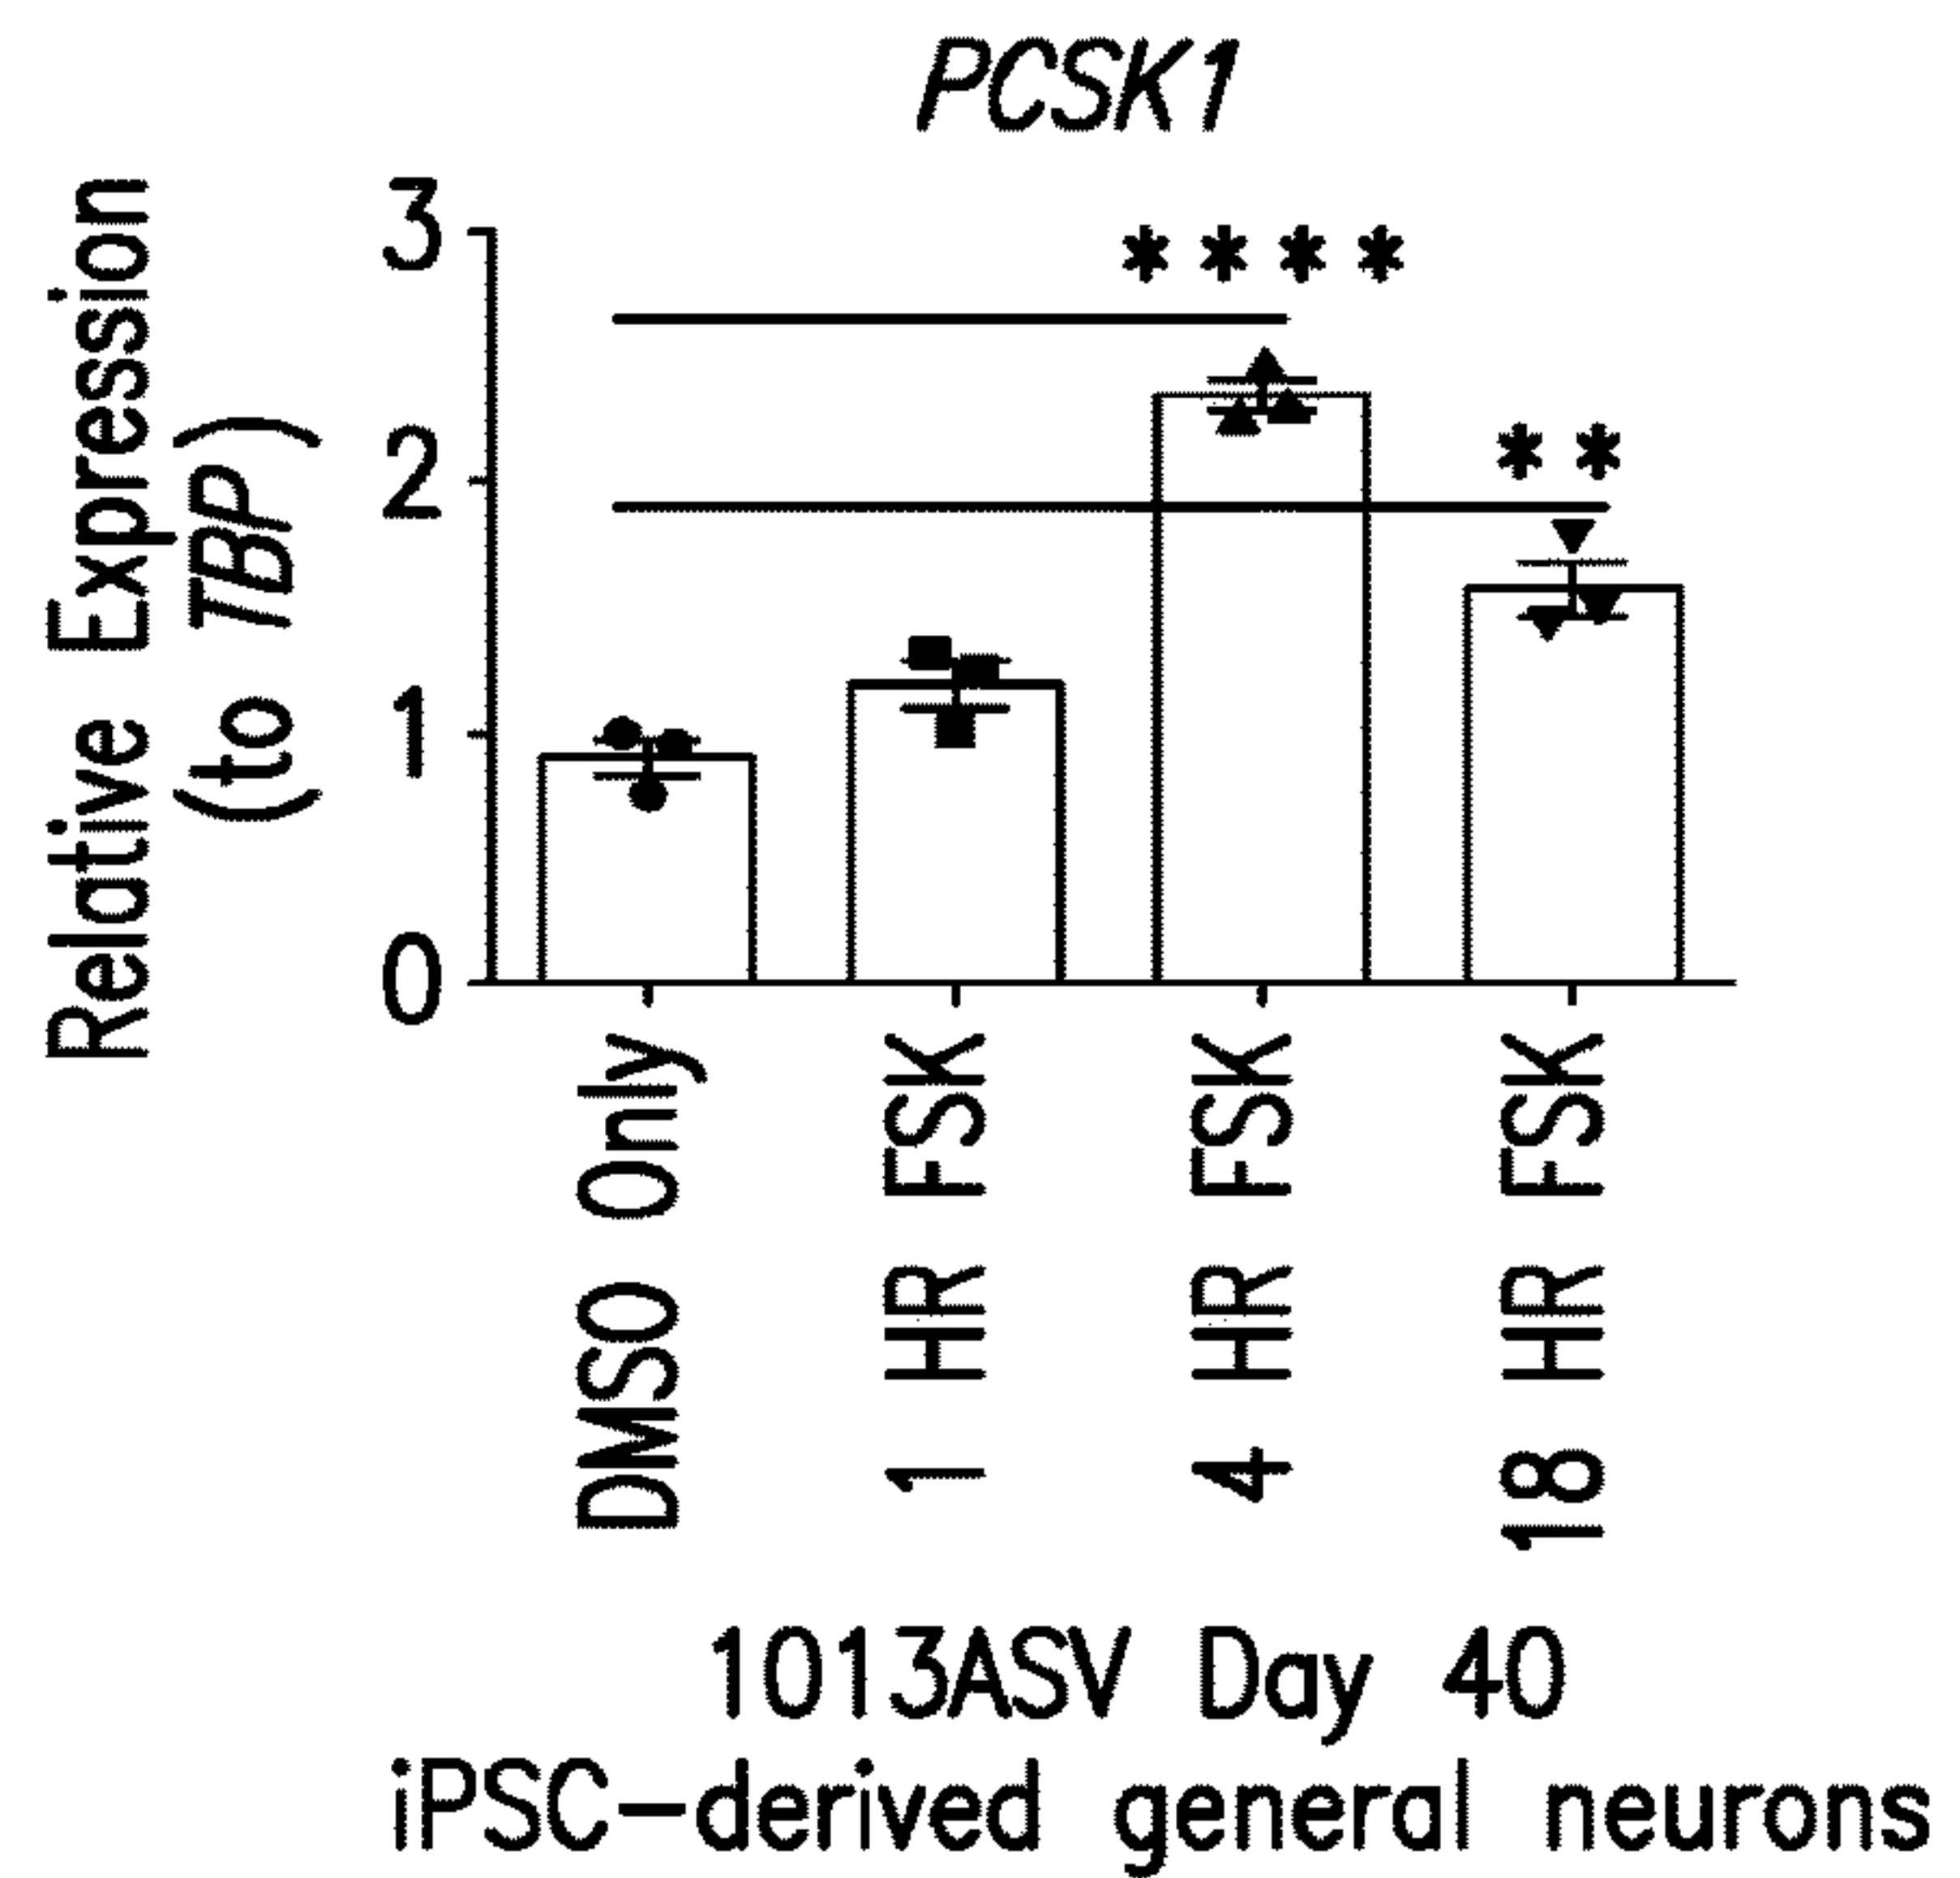 PCSK1
Relative Expression
(to TBP)
3
2
1
0
****
**
DMSO Only
1 HR FSK
4 HR FSK
18 HR FSK
1013ASV Day 40
iPSC-derived general neurons